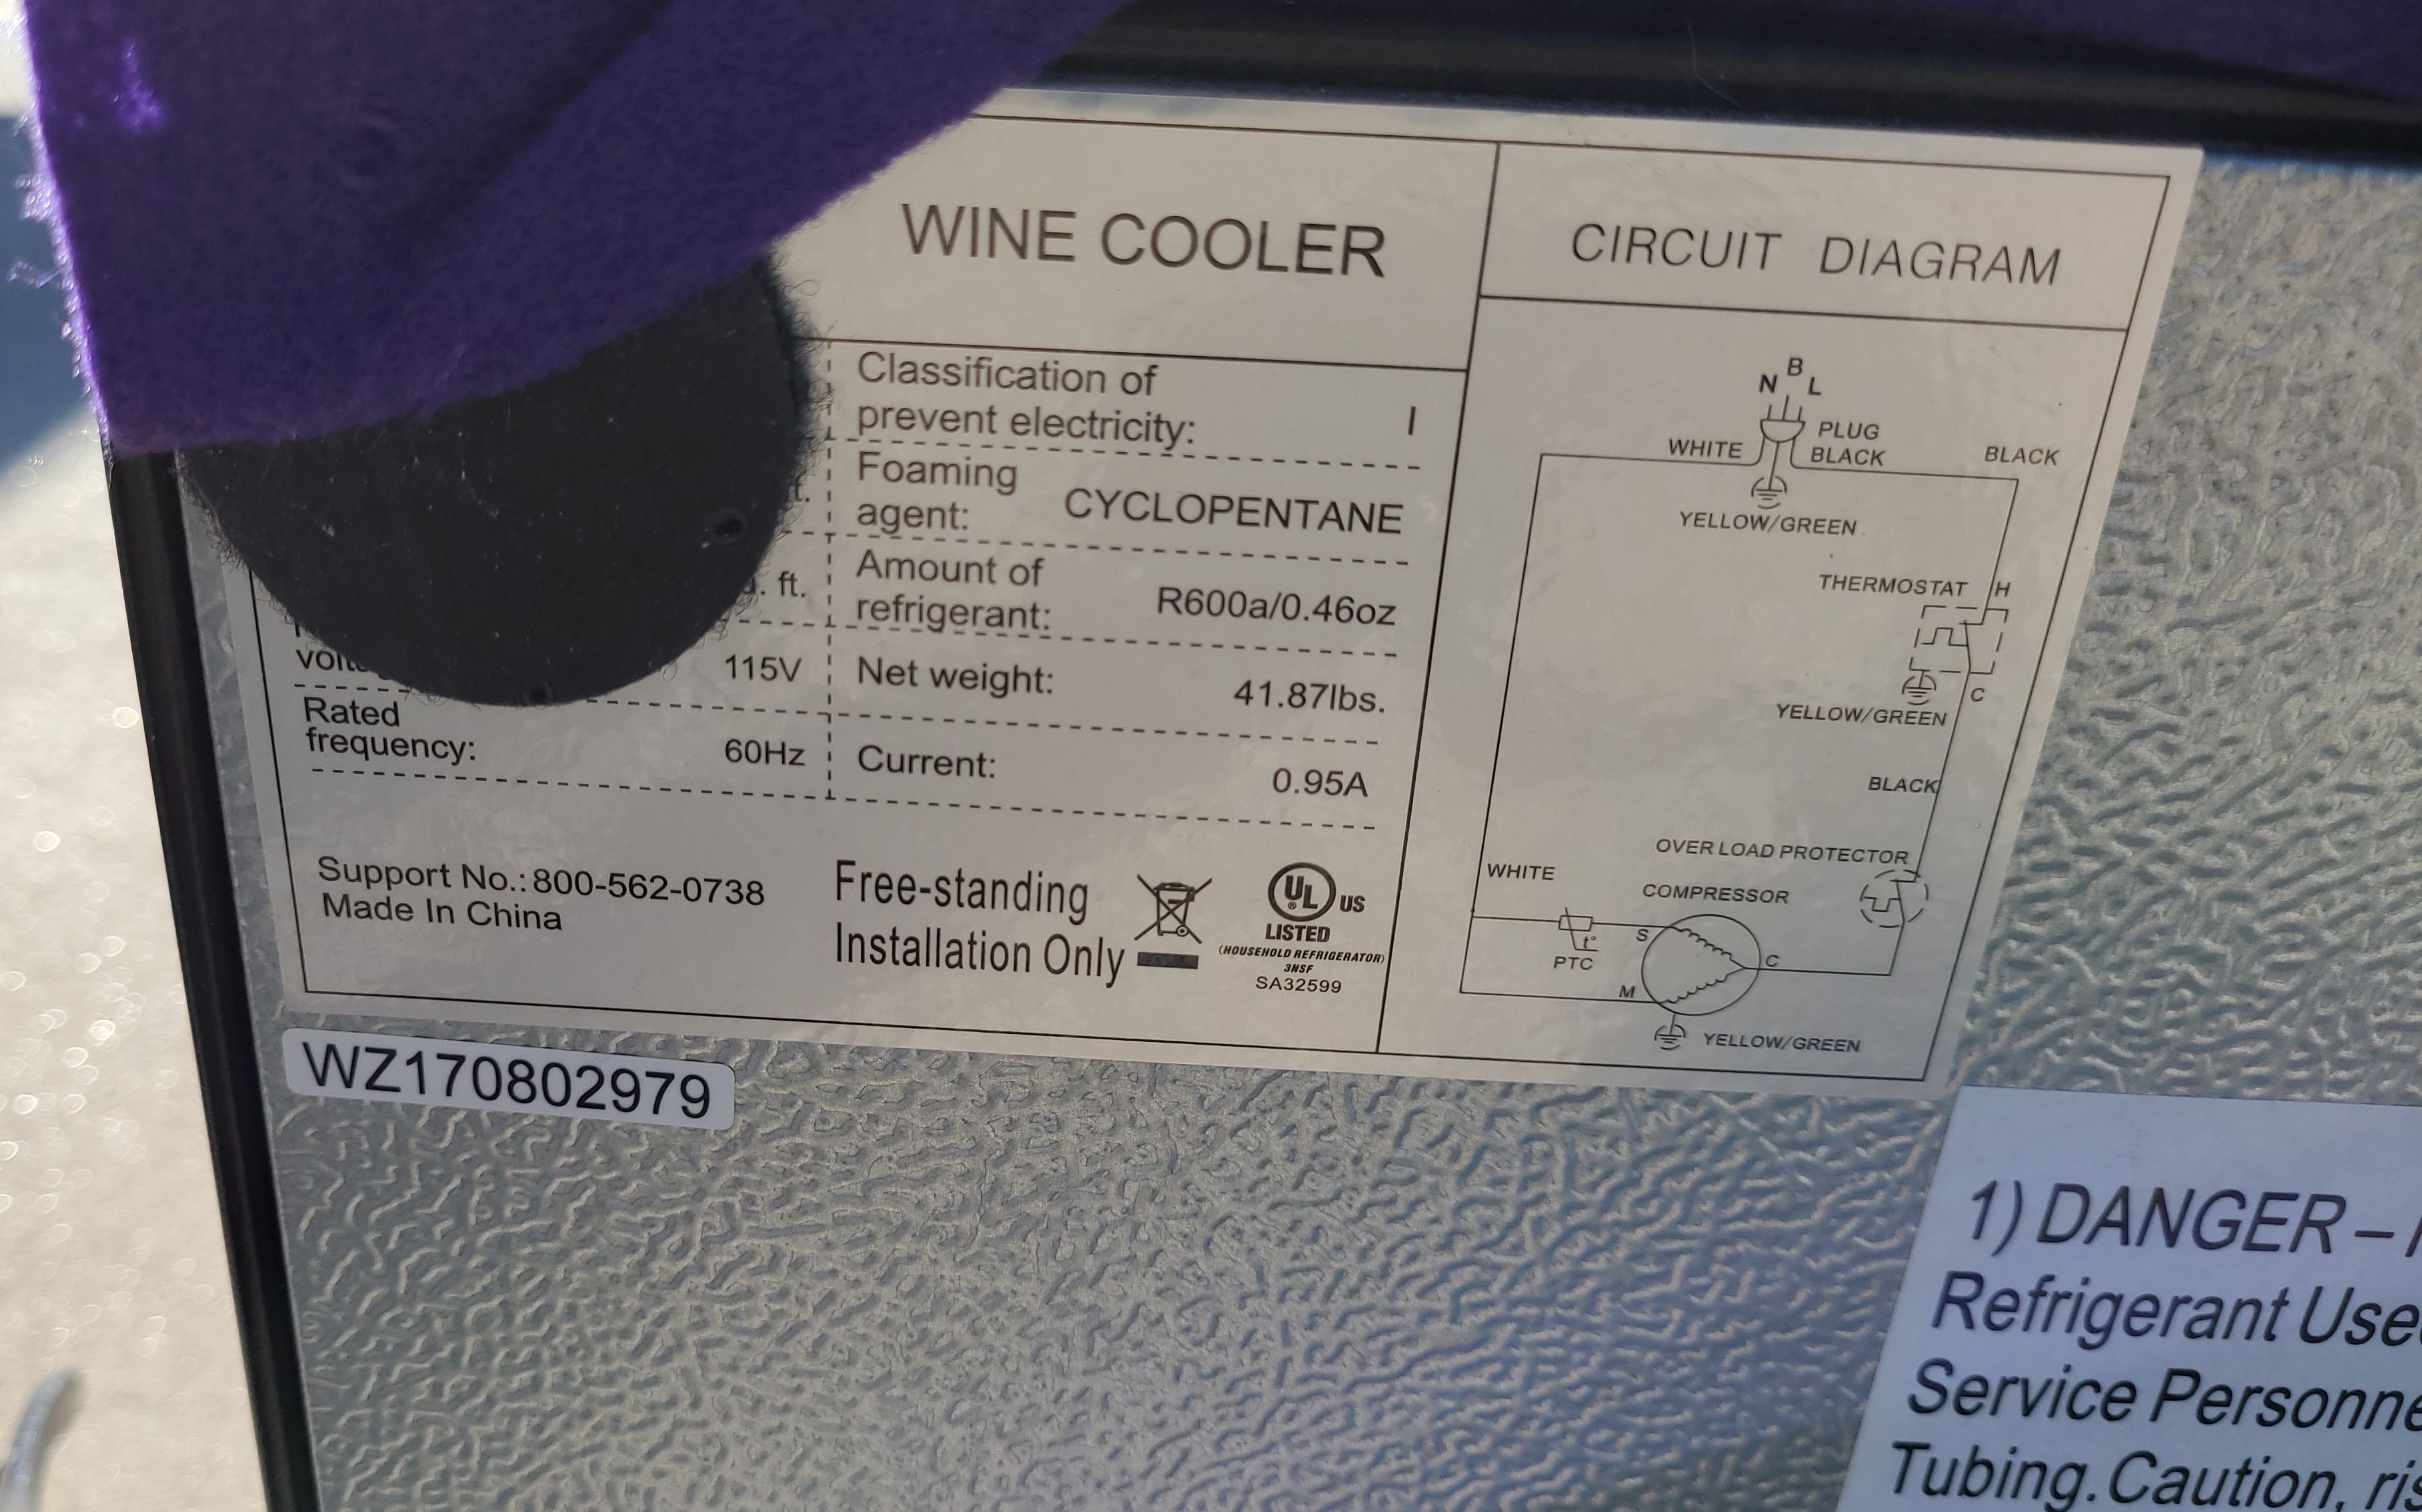 WINE COOLER
Classification of
prevent electricity: I
Foaming
agent: CYCLOPENTANE
ft.
Amount of
refrigerant: R600a/0.46oz
115V
Net weight: 41.87lbs.
Rated
frequency: 60Hz
Current: 0.95A
Support No.: 800-562-0738
Made In China
Free-standing
Installation Only
UL
®
US
LISTED
(HOUSEHOLD REFRIGERATOR)
3NSF
SA32599
CIRCUIT DIAGRAM
B
N L
PLUG
WHITE BLACK BLACK
YELLOW/GREEN
THERMOSTAT H
C
YELLOW/GREEN
BLACK
OVER LOAD PROTECTOR
WHITE
COMPRESSOR
S
t°
PTC
C
M
YELLOW/GREEN
WZ170802979
1) DANGER –
Refrigerant
Service
Tubing. Caution,